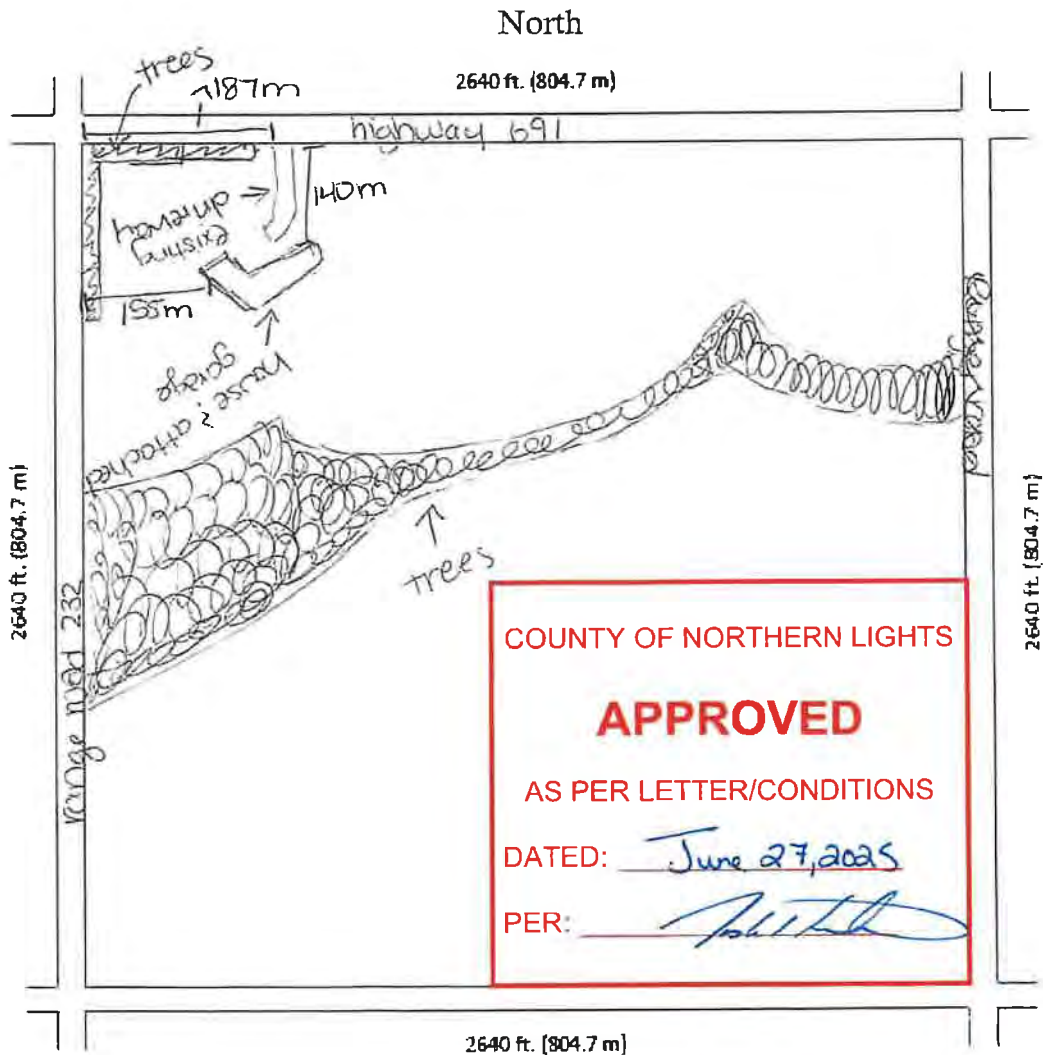 North
trees
187m
2640 ft. (804.7 m)
highway 691
140m
existing
driveway
155m
house & attached
garage
2640 ft. (804.7 m)
range road 232
trees
2640 ft. (804.7 m)
COUNTY OF NORTHERN LIGHTS
APPROVED
AS PER LETTER/CONDITIONS
DATED: June 27, 2025
PER:
2640 ft. (804.7 m)